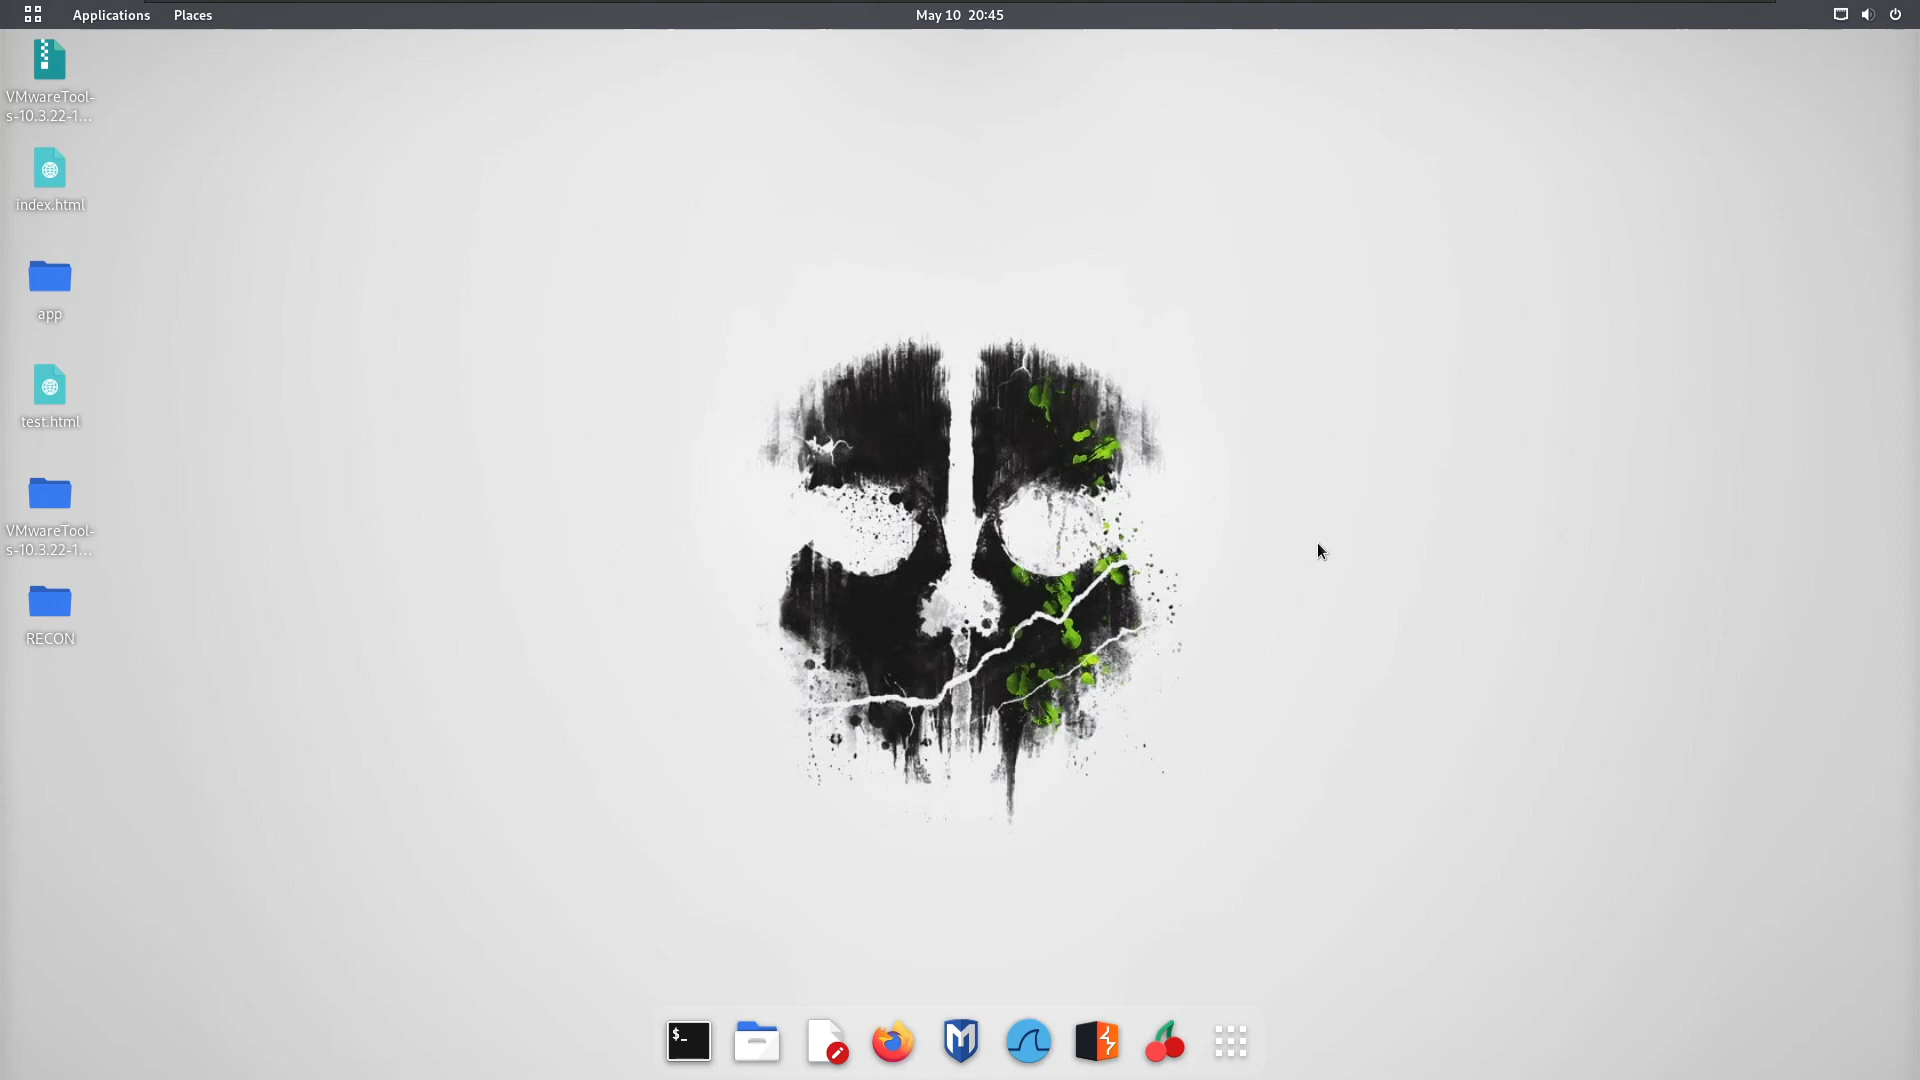 Applications Places May 10 20:45
VMwareTool-
s-10.3.22-1...
index.html
app
test.html
VMwareTool-
s-10.3.22-1...
RECON
$_